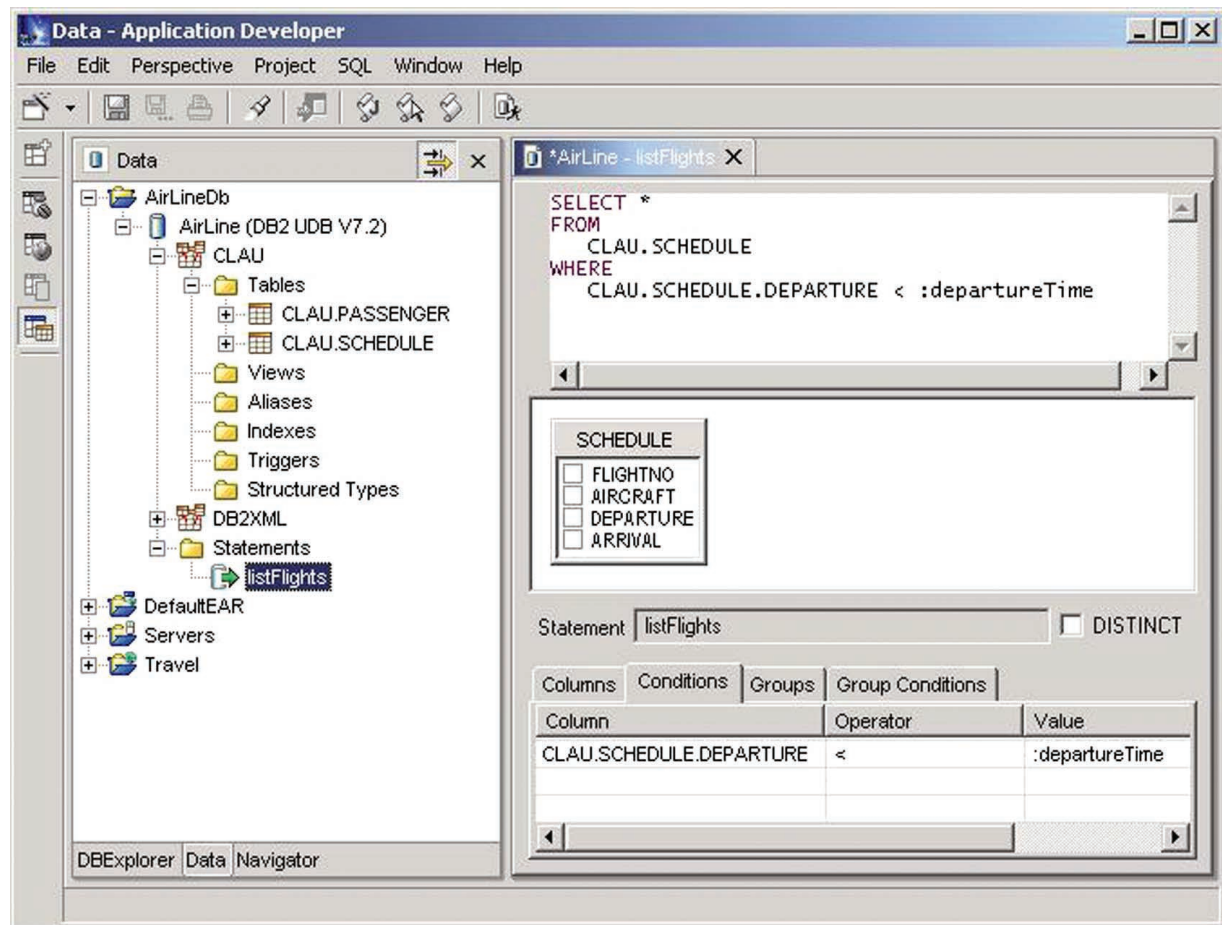 Data - Application Developer
File Edit Perspective Project SQL Window Help
Data
AirLineDb
AirLine (DB2 UDB V7.2)
CLAU
Tables
CLAU.PASSENGER
CLAU.SCHEDULE
Views
Aliases
Indexes
Triggers
Structured Types
DB2XML
Statements
listFlights
DefaultEAR
Servers
Travel
DBExplorer Data Navigator
*AirLine - listFlights
SELECT *
FROM
CLAU.SCHEDULE
WHERE
CLAU.SCHEDULE.DEPARTURE < :departureTime
SCHEDULE
FLIGHTNO
AIRCRAFT
DEPARTURE
ARRIVAL
Statement listFlights DISTINCT
Columns Conditions Groups Group Conditions
Column Operator Value
CLAU.SCHEDULE.DEPARTURE < :departureTime